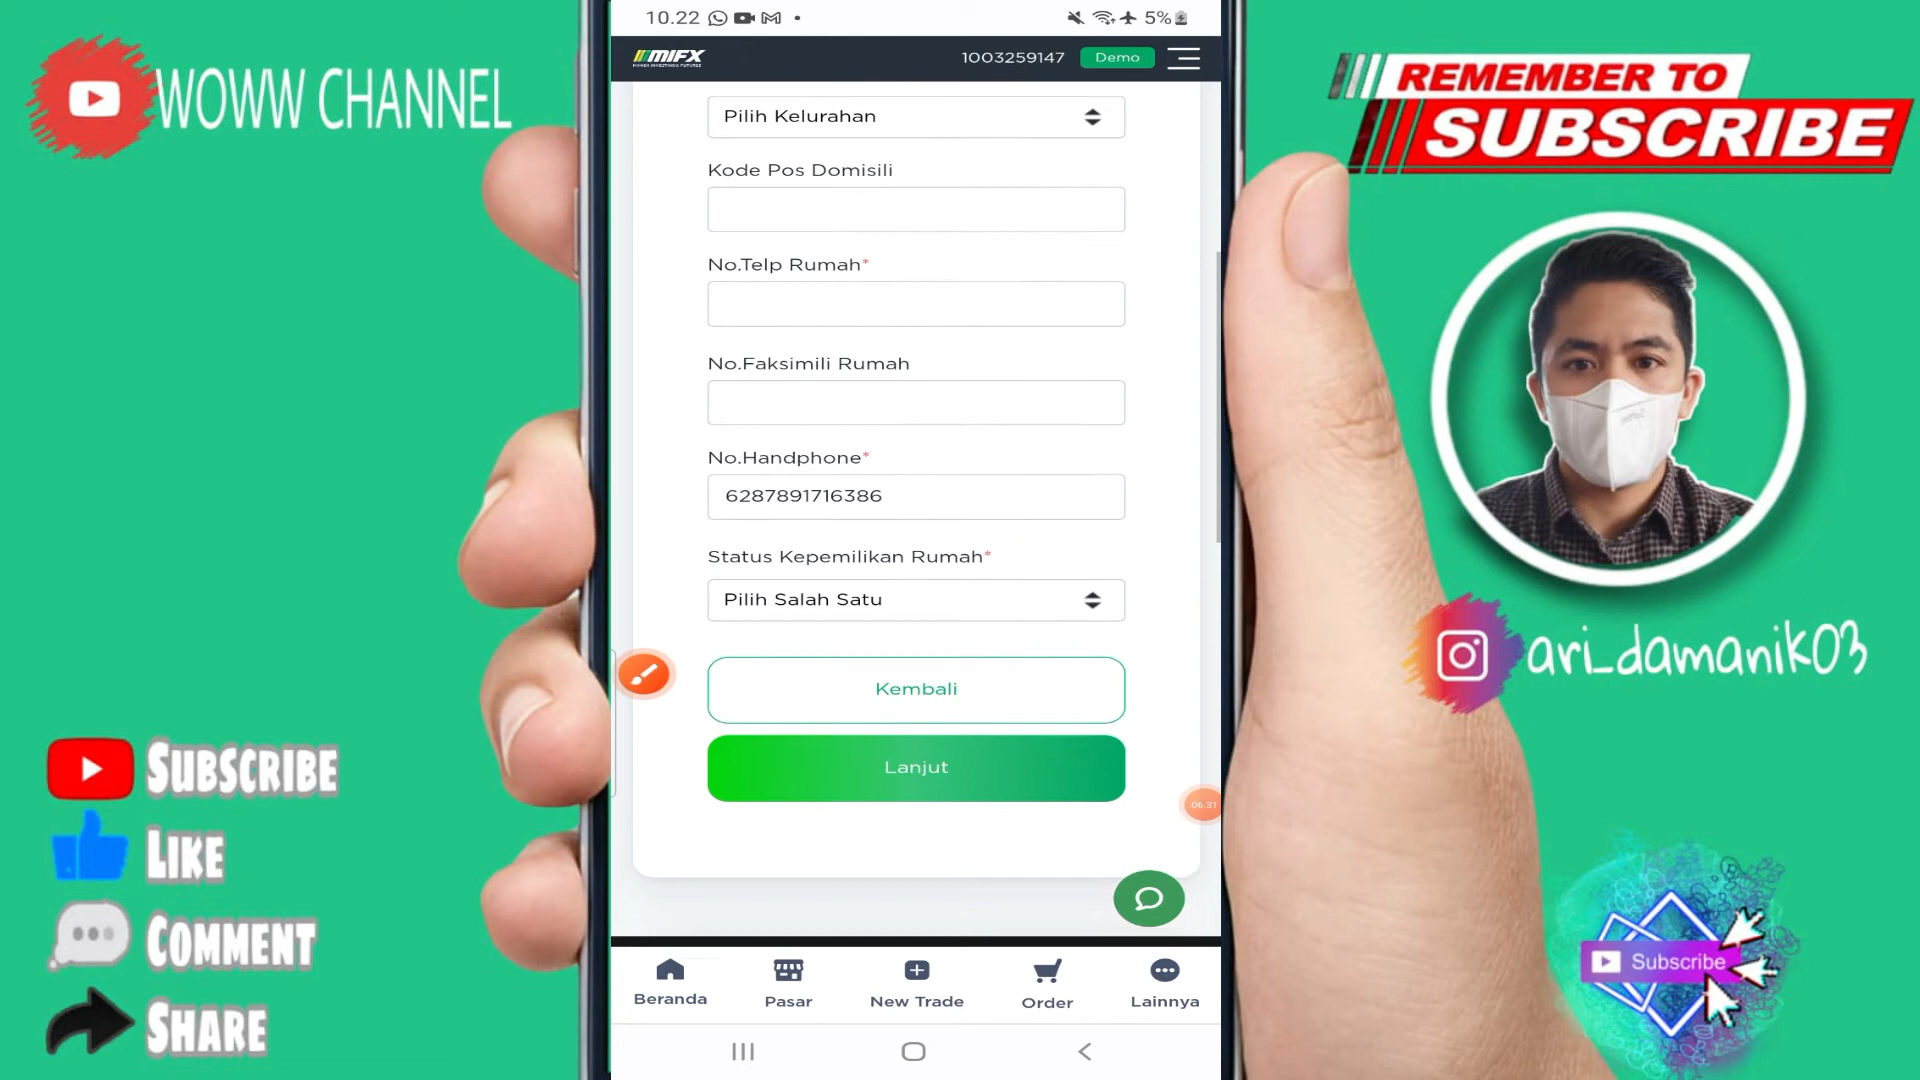 WOWW CHANNEL
10.22
5%
MIFX
1003259147
Demo
Pilih Kelurahan
Kode Pos Domisili
No.Telp Rumah*
No.Faksimili Rumah
No.Handphone*
6287891716386
Status Kepemilikan Rumah*
Pilih Salah Satu
Kembali
Lanjut
06.31
Beranda
Pasar
New Trade
Order
Lainnya
REMEMBER TO
SUBSCRIBE
ari_damanik03
SUBSCRIBE
LIKE
COMMENT
SHARE
Subscribe